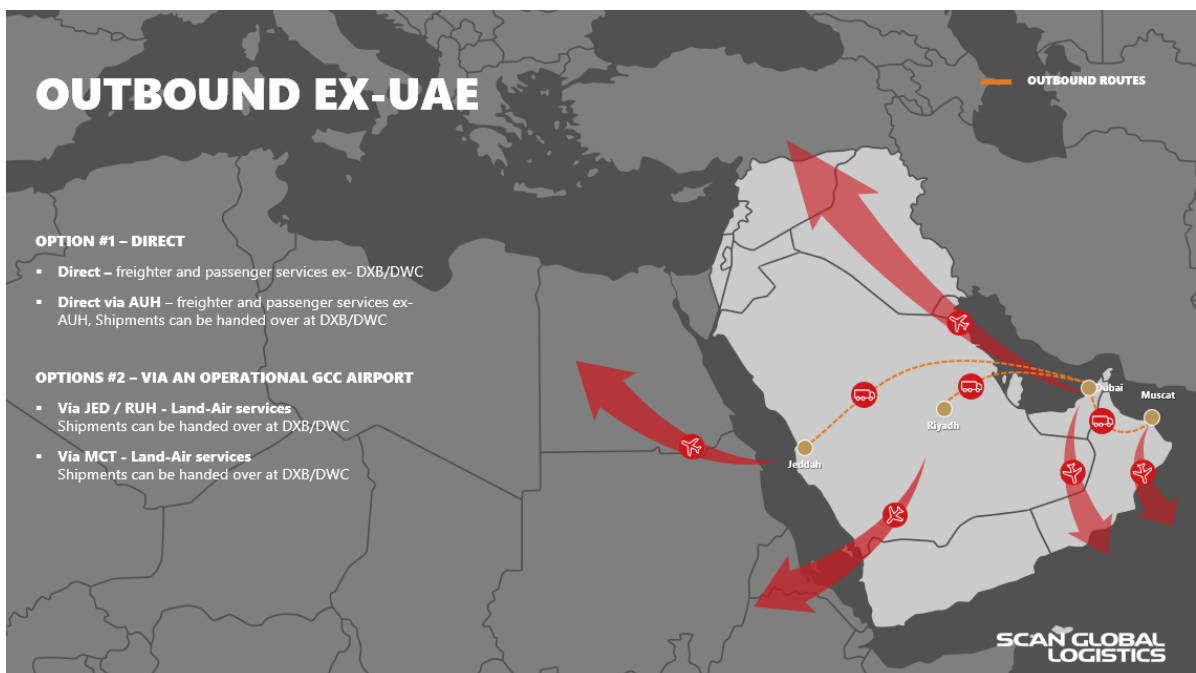 OUTBOUND EX-UAE
OUTBOUND ROUTES
OPTION #1 – DIRECT
▪ Direct – freighter and passenger services ex- DXB/DWC
▪ Direct via AUH – freighter and passenger services ex-
AUH, Shipments can be handed over at DXB/DWC
OPTIONS #2 – VIA AN OPERATIONAL GCC AIRPORT
▪ Via JED / RUH - Land-Air services
Shipments can be handed over at DXB/DWC
▪ Via MCT - Land-Air services
Shipments can be handed over at DXB/DWC
Dubai
Muscat
Riyadh
Jeddah
SCAN GLOBAL
LOGISTICS